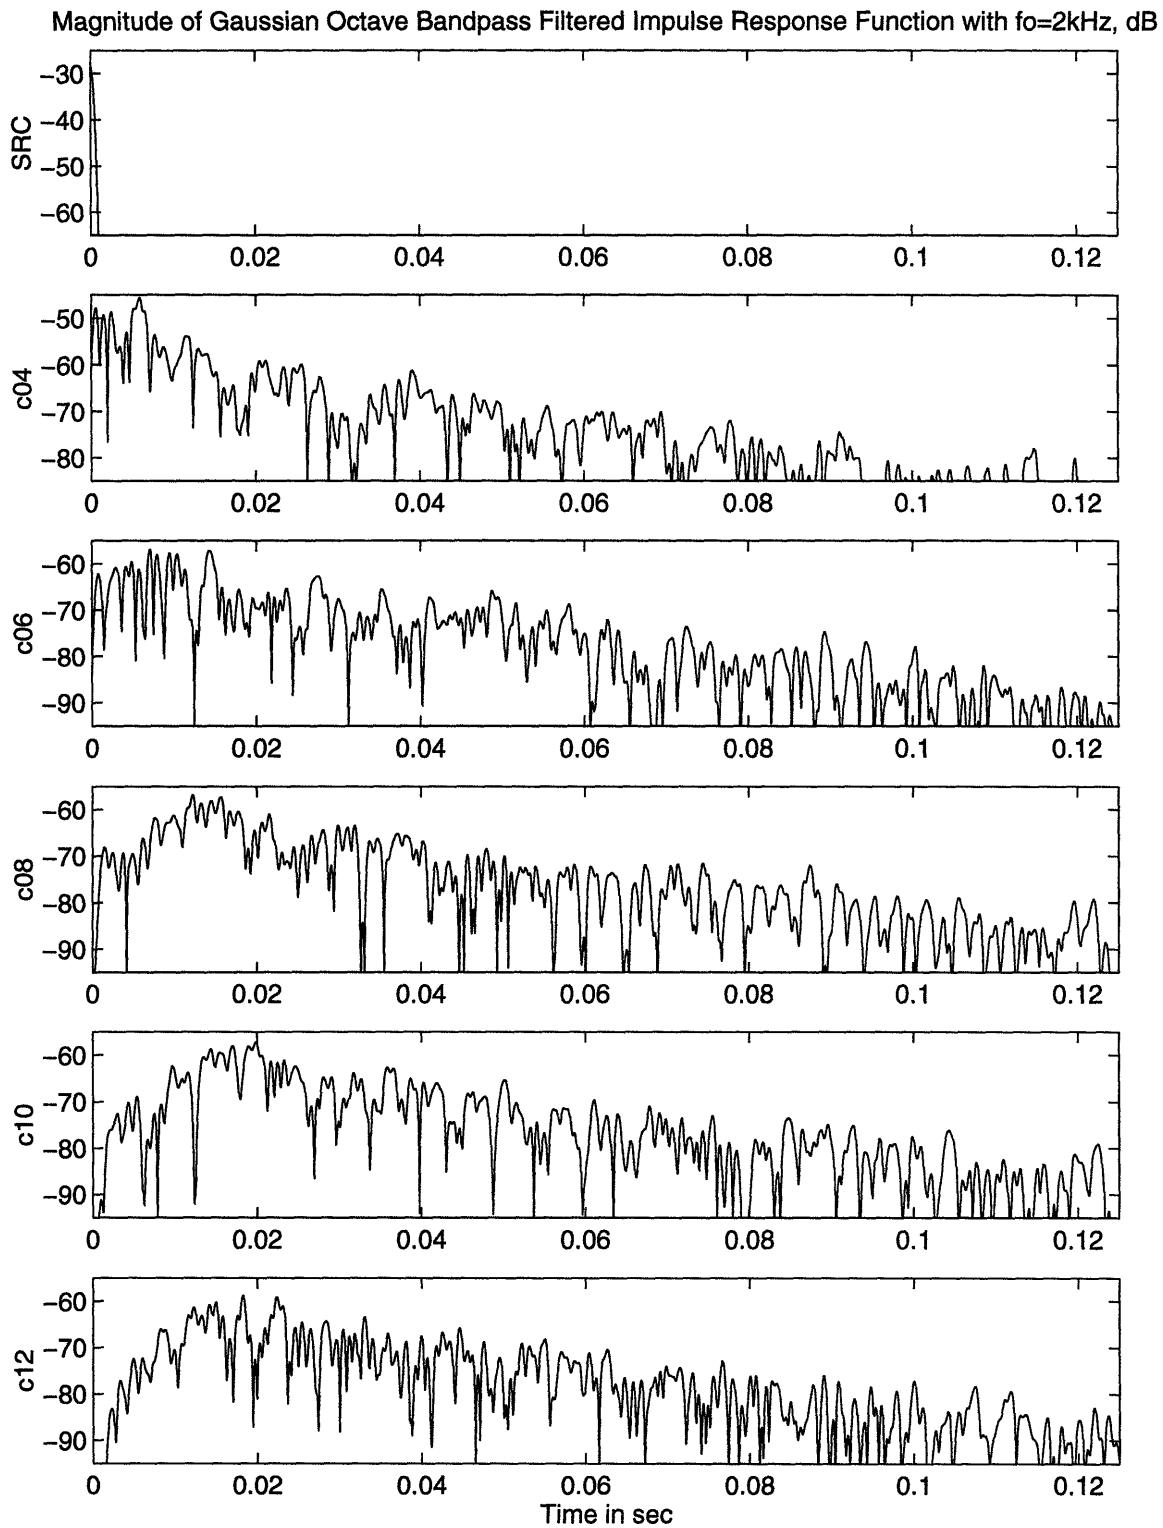 Magnitude of Gaussian Octave Bandpass Filtered Impulse Response Function with fo=2kHz, dB
SRC
−30
−40
−50
−60
0 0.02 0.04 0.06 0.08 0.1 0.12
c04
−50
−60
−70
−80
0 0.02 0.04 0.06 0.08 0.1 0.12
c06
−60
−70
−80
−90
0 0.02 0.04 0.06 0.08 0.1 0.12
c08
−60
−70
−80
−90
0 0.02 0.04 0.06 0.08 0.1 0.12
c10
−60
−70
−80
−90
0 0.02 0.04 0.06 0.08 0.1 0.12
c12
−60
−70
−80
−90
0 0.02 0.04 0.06 0.08 0.1 0.12
Time in sec